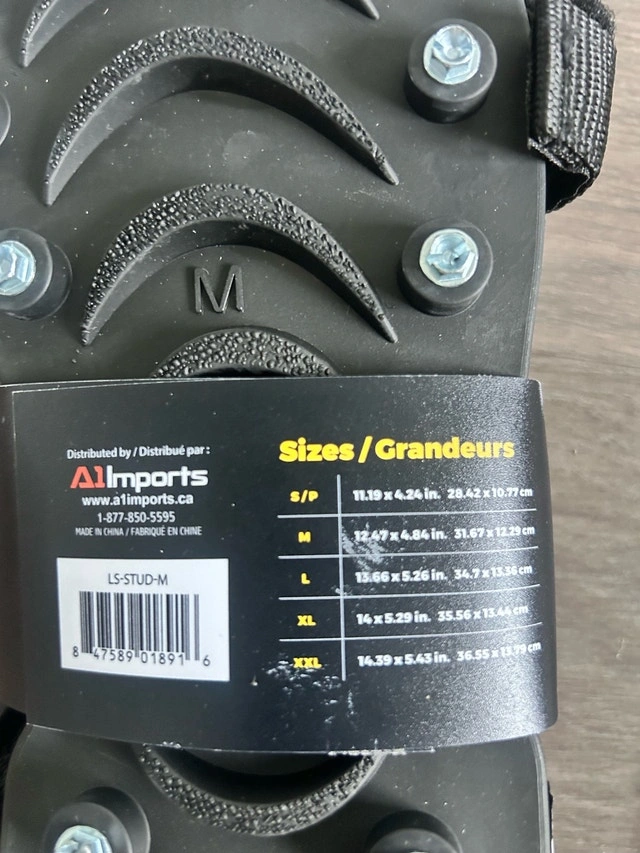 M
Distributed by / Distribué par :
A1Imports
www.a1imports.ca
1-877-850-5595
MADE IN CHINA / FABRIQUÉ EN CHINE
LS-STUD-M
8 47589 01891 6
Sizes / Grandeurs
S/P 11.19 x 4.24 in. 28.42 x 10.77 cm
M 12.47 x 4.84 in. 31.67 x 12.29 cm
L 13.66 x 5.26 in. 34.7 x 13.36 cm
XL 14 x 5.29 in. 35.56 x 13.44 cm
XXL 14.39 x 5.43 in. 36.55 x 13.79 cm